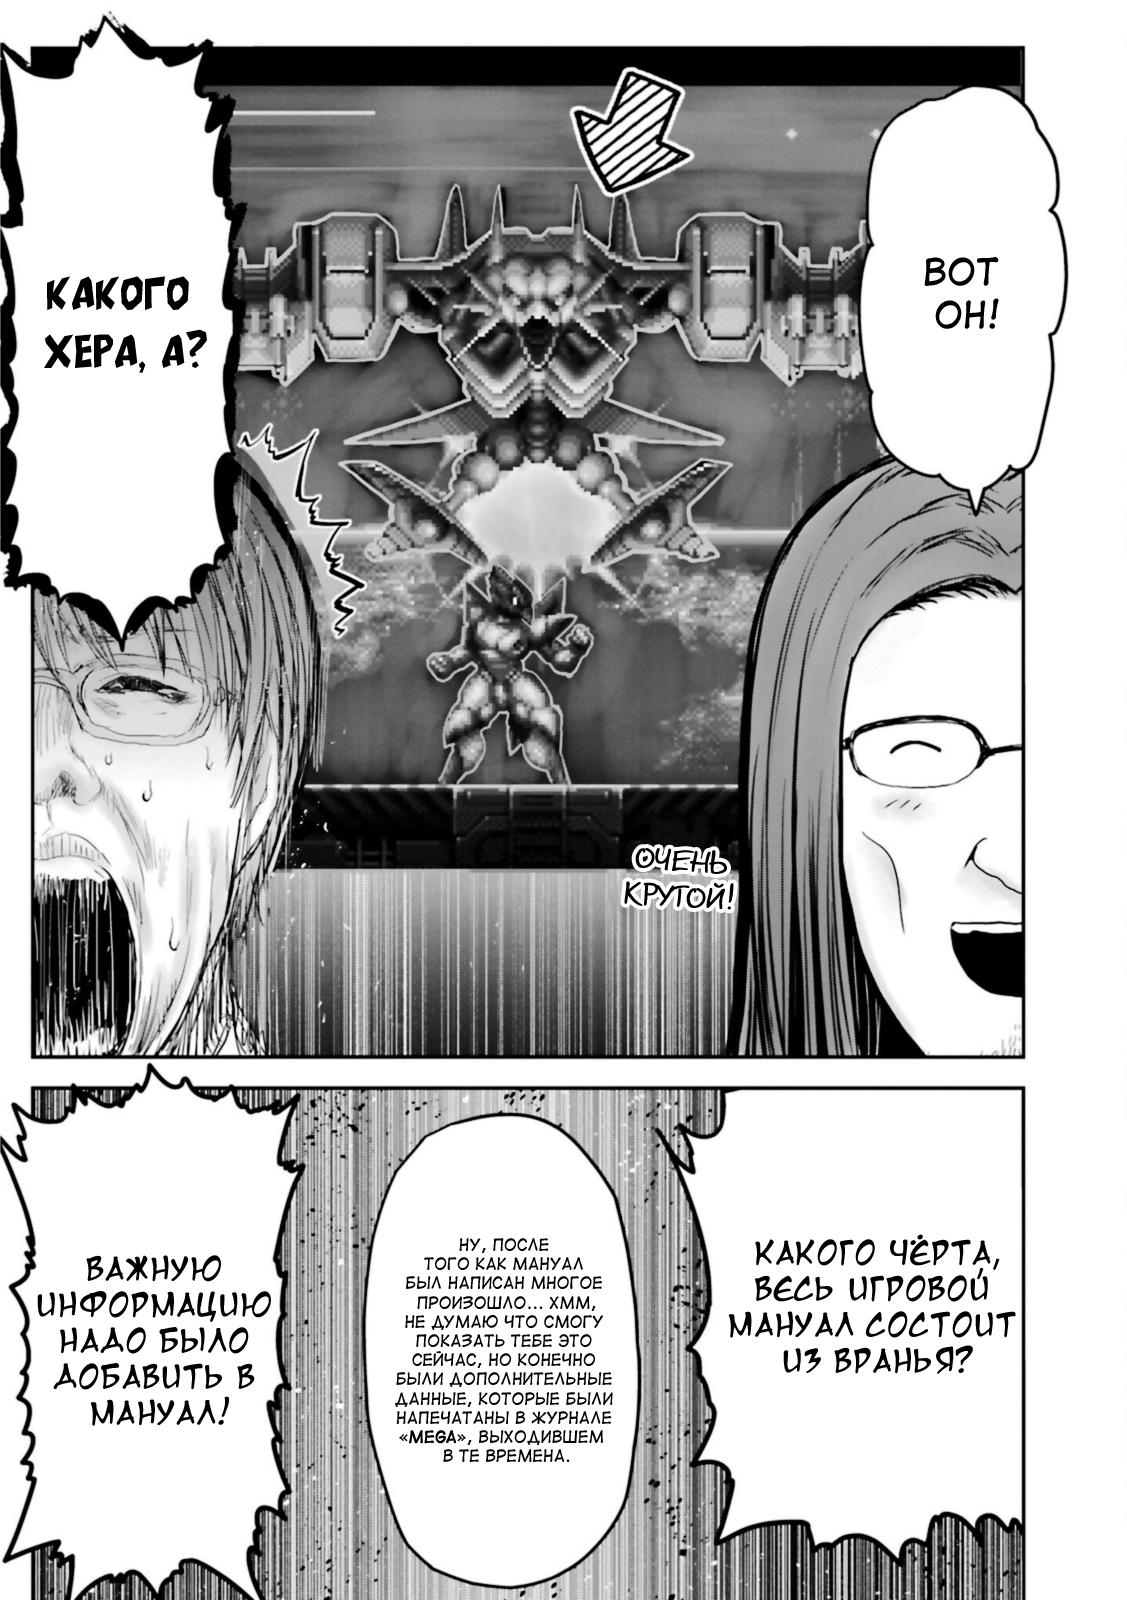 ВОТ
ОН!
ОЧЕНЬ
КРУТОЙ!
КАКОГО
ХЕРА, А?
КАКОГО ЧЁРТА,
ВЕСЬ ИГРОВОЙ
МАНУАЛ СОСТОИТ
ИЗ ВРАНЬЯ?
НУ, ПОСЛЕ
ТОГО КАК МАНУАЛ
БЫЛ НАПИСАН МНОГОЕ
ПРОИЗОШЛО... ХММ,
НЕ ДУМАЮ ЧТО СМОГУ
ПОКАЗАТЬ ТЕБЕ ЭТО
СЕЙЧАС, НО КОНЕЧНО
БЫЛИ ДОПОЛНИТЕЛЬНЫЕ
ДАННЫЕ, КОТОРЫЕ БЫЛИ
НАПЕЧАТАНЫ В ЖУРНАЛЕ
«MEGA», ВЫХОДИВШЕМ
В ТЕ ВРЕМЕНА.
ВАЖНУЮ
ИНФОРМАЦИЮ
НАДО БЫЛО
ДОБАВИТЬ В
МАНУАЛ!